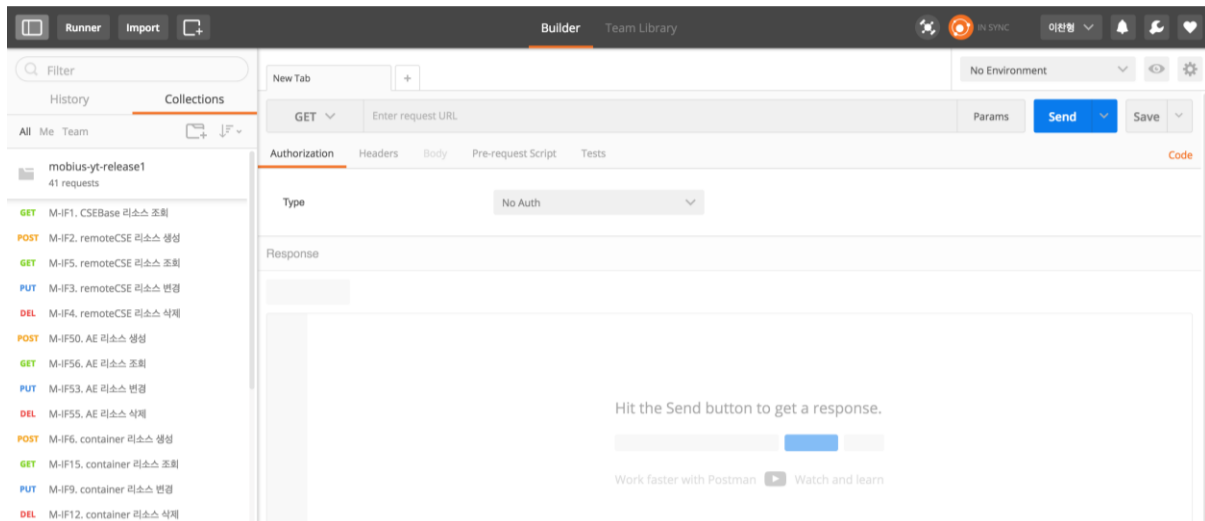 Runner Import Builder Team Library IN SYNC 이찬형
Filter
History Collections
All Me Team
mobius-yt-release1
41 requests
GET M-IF1. CSEBase 리소스 조회
POST M-IF2. remoteCSE 리소스 생성
GET M-IF5. remoteCSE 리소스 조회
PUT M-IF3. remoteCSE 리소스 변경
DEL M-IF4. remoteCSE 리소스 삭제
POST M-IF50. AE 리소스 생성
GET M-IF56. AE 리소스 조회
PUT M-IF53. AE 리소스 변경
DEL M-IF55. AE 리소스 삭제
POST M-IF6. container 리소스 생성
GET M-IF15. container 리소스 조회
PUT M-IF9. container 리소스 변경
DEL M-IF12. container 리소스 삭제
New Tab + No Environment
GET Enter request URL Params Send Save
Authorization Headers Body Pre-request Script Tests Code
Type No Auth
Response
Hit the Send button to get a response.
Work faster with Postman Watch and learn